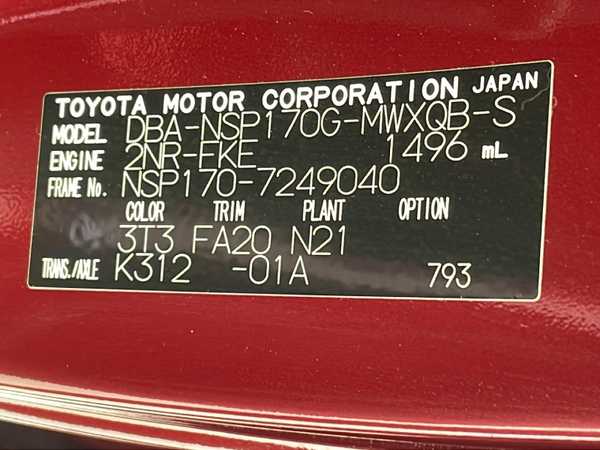 TOYOTA MOTOR CORPORATION JAPAN
MODEL DBA-NSP170G-MWXQB-S
ENGINE 2NR-FKE 1496 mL
FRAME No. NSP170-7249040
COLOR TRIM PLANT OPTION
3T3 FA20 N21
TRANS./AXLE K312 -01A 793